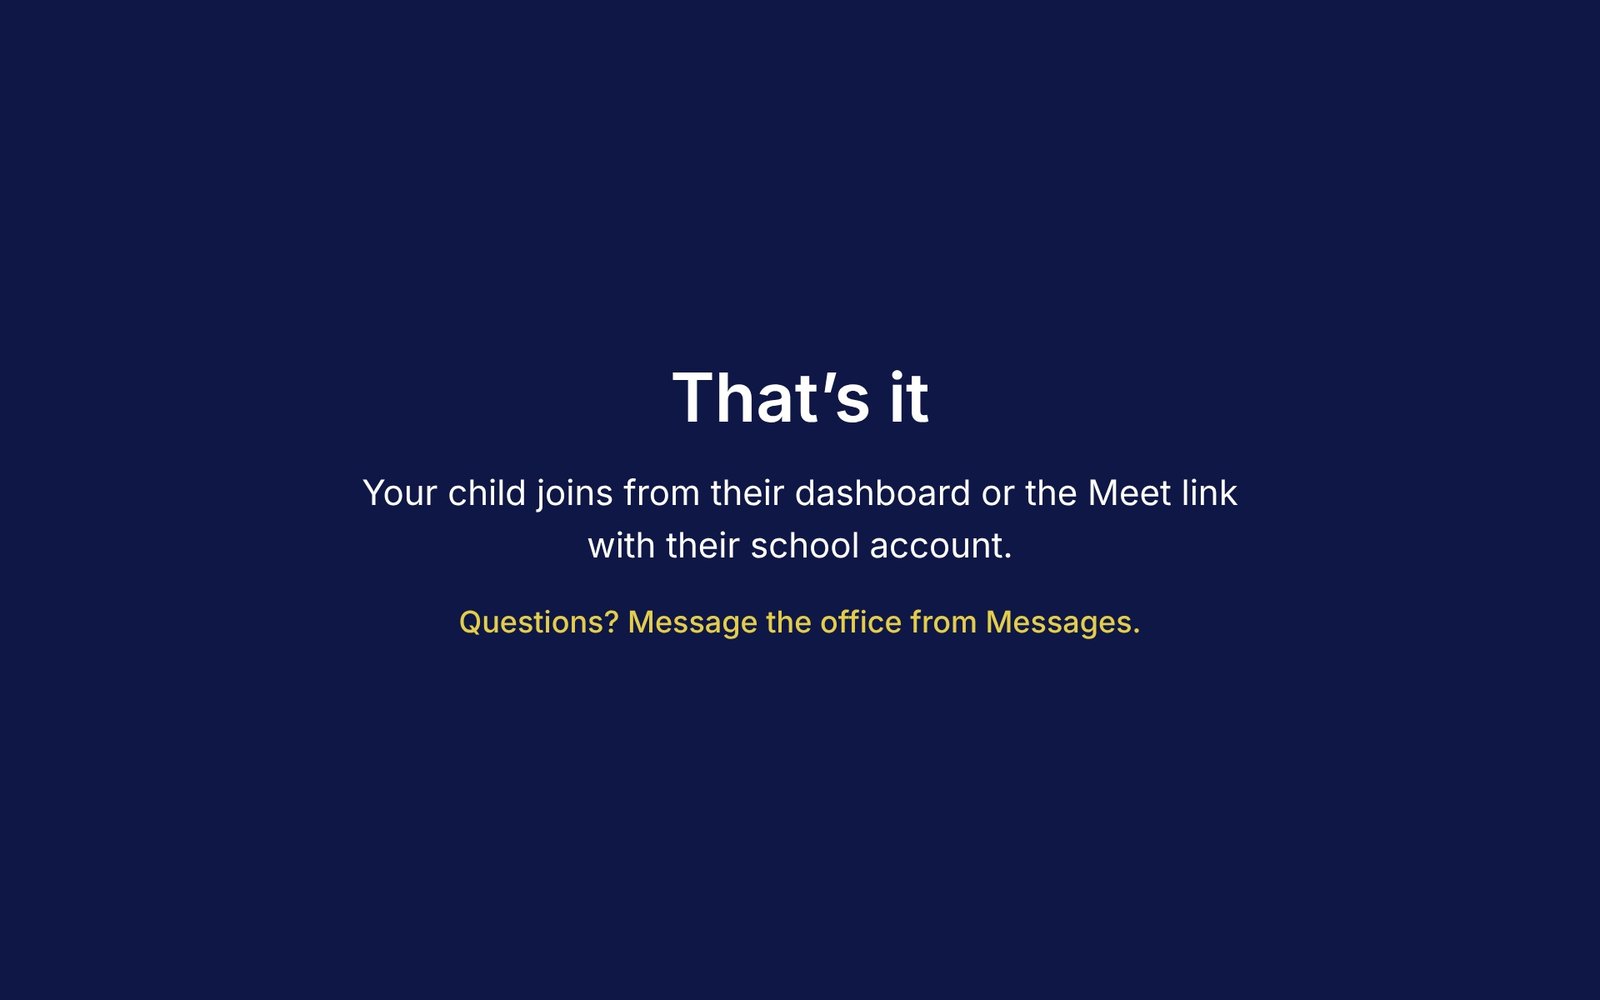 That’s it
Your child joins from their dashboard or the Meet link
with their school account.
Questions? Message the office from Messages.